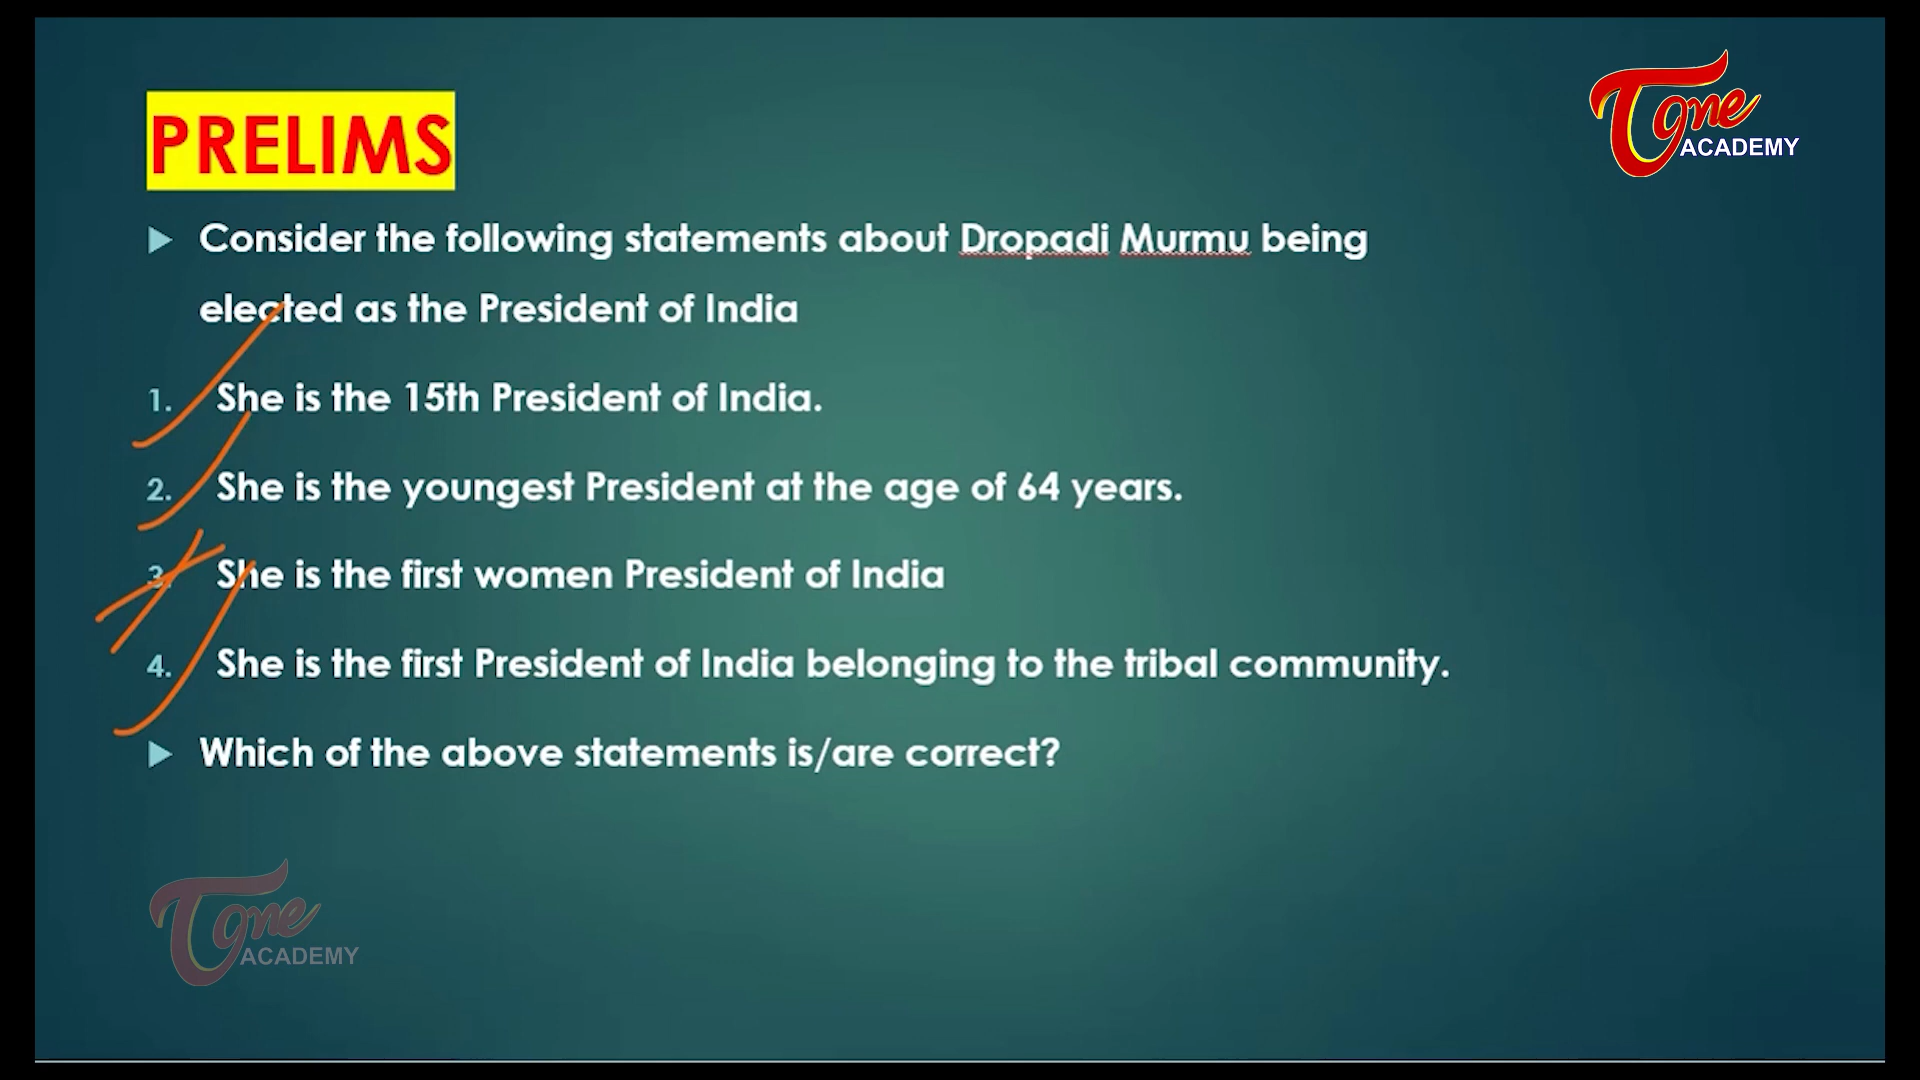 Tone
ACADEMY
PRELIMS
Consider the following statements about Dropadi Murmu being
elected as the President of India
1. She is the 15th President of India.
2. She is the youngest President at the age of 64 years.
3. She is the first women President of India
4. She is the first President of India belonging to the tribal community.
Which of the above statements is/are correct?
Tone
ACADEMY